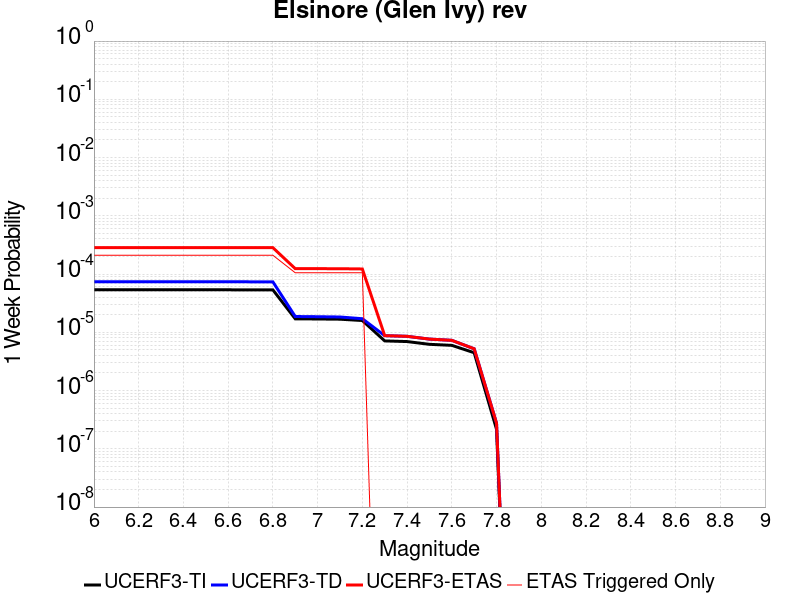 Elsinore (Glen Ivy) rev
10^0
10^-1
10^-2
10^-3
10^-4
10^-5
10^-6
10^-7
10^-8
1 Week Probability
6 6.2 6.4 6.6 6.8 7 7.2 7.4 7.6 7.8 8 8.2 8.4 8.6 8.8 9
Magnitude
UCERF3-TI UCERF3-TD UCERF3-ETAS ETAS Triggered Only